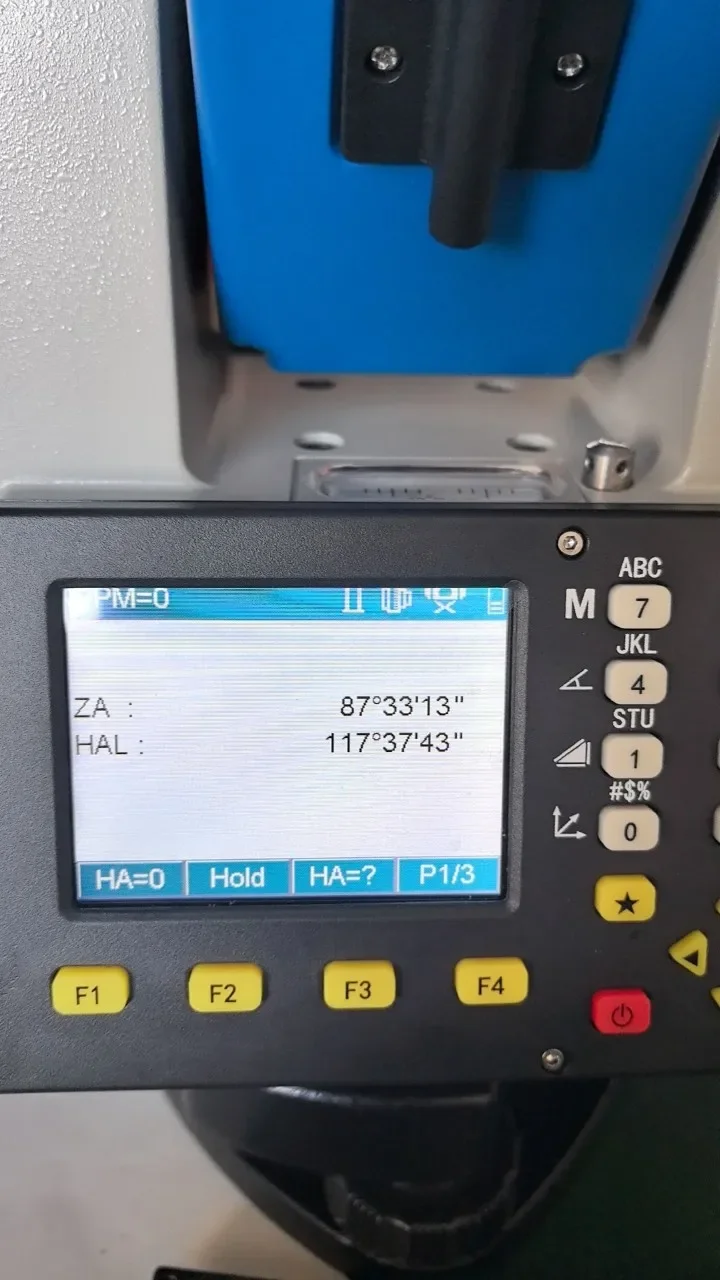 PM=0
ZA : 87°33'13"
HAL : 117°37'43"
HA=0 Hold HA=? P1/3
ABC
M 7
JKL
4
STU
1
#$%
0
F1 F2 F3 F4